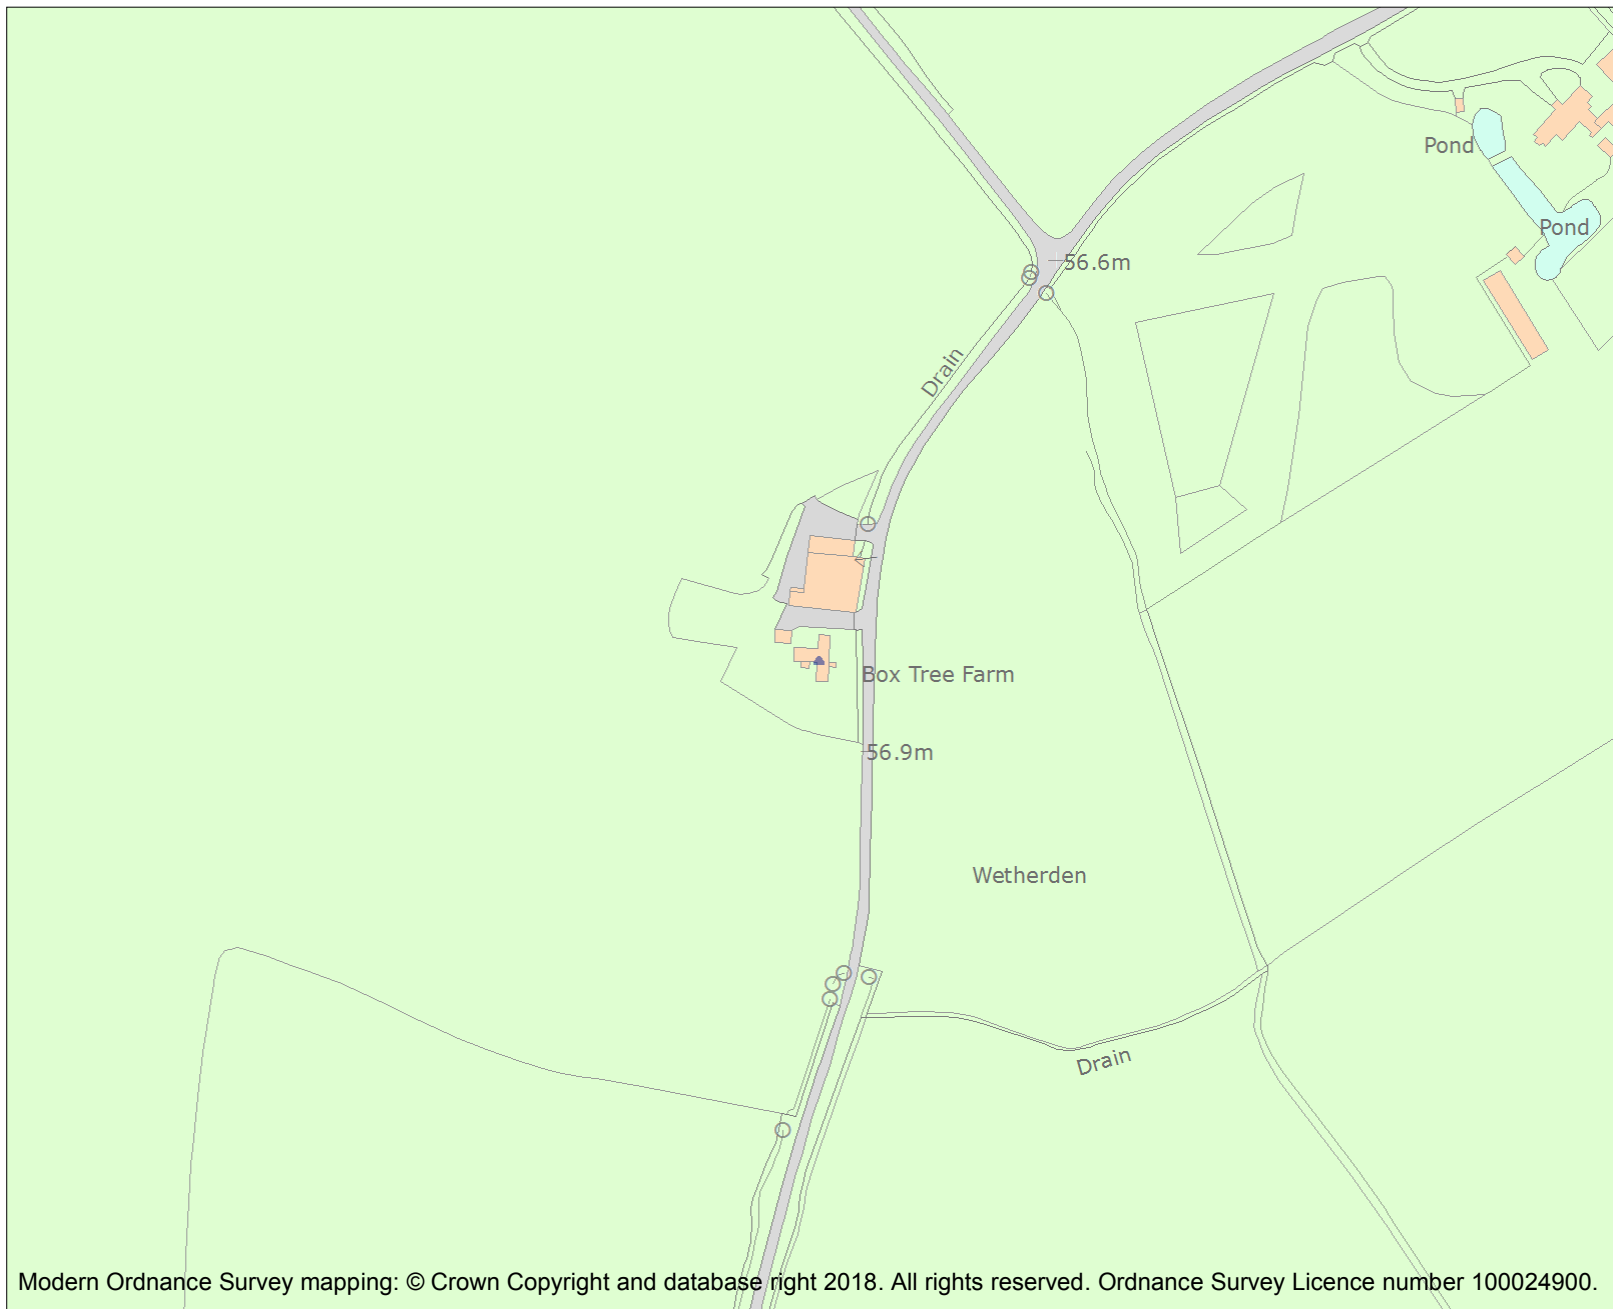 Pond
Pond
56.6m
Drain
Box Tree Farm
56.9m
Wetherden
Drain
Modern Ordnance Survey mapping: © Crown Copyright and database right 2018. All rights reserved. Ordnance Survey Licence number 100024900.